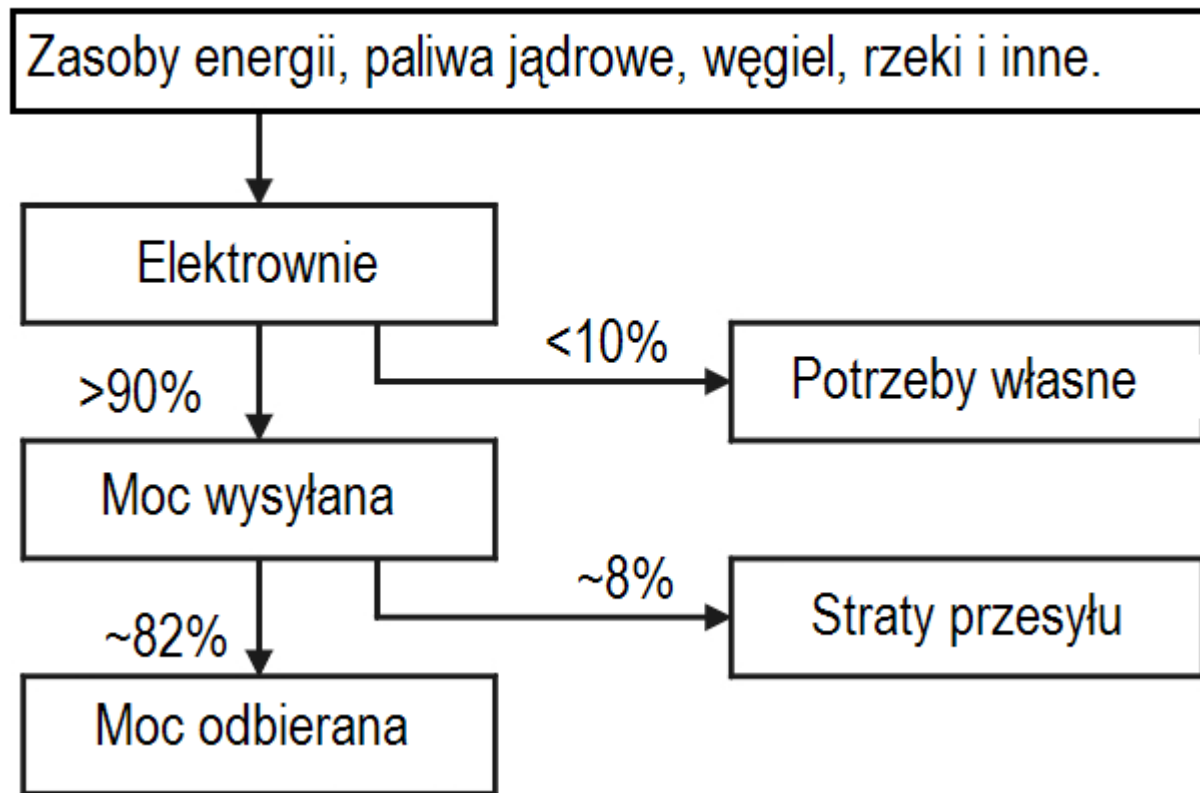 Zasoby energii, paliwa jądrowe, węgiel, rzeki i inne.
Elektrownie
<10%
>90%
Potrzeby własne
Moc wysyłana
~8%
~82%
Straty przesyłu
Moc odbierana